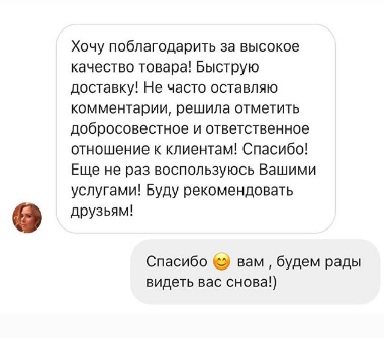 Хочу поблагодарить за высокое
качество товара! Быструю
доставку! Не часто оставляю
комментарии, решила отметить
добросовестное и ответственное
отношение к клиентам! Спасибо!
Еще не раз воспользуюсь Вашими
услугами! Буду рекомендовать
друзьям!
Спасибо 😊 вам , будем рады
видеть вас снова!)